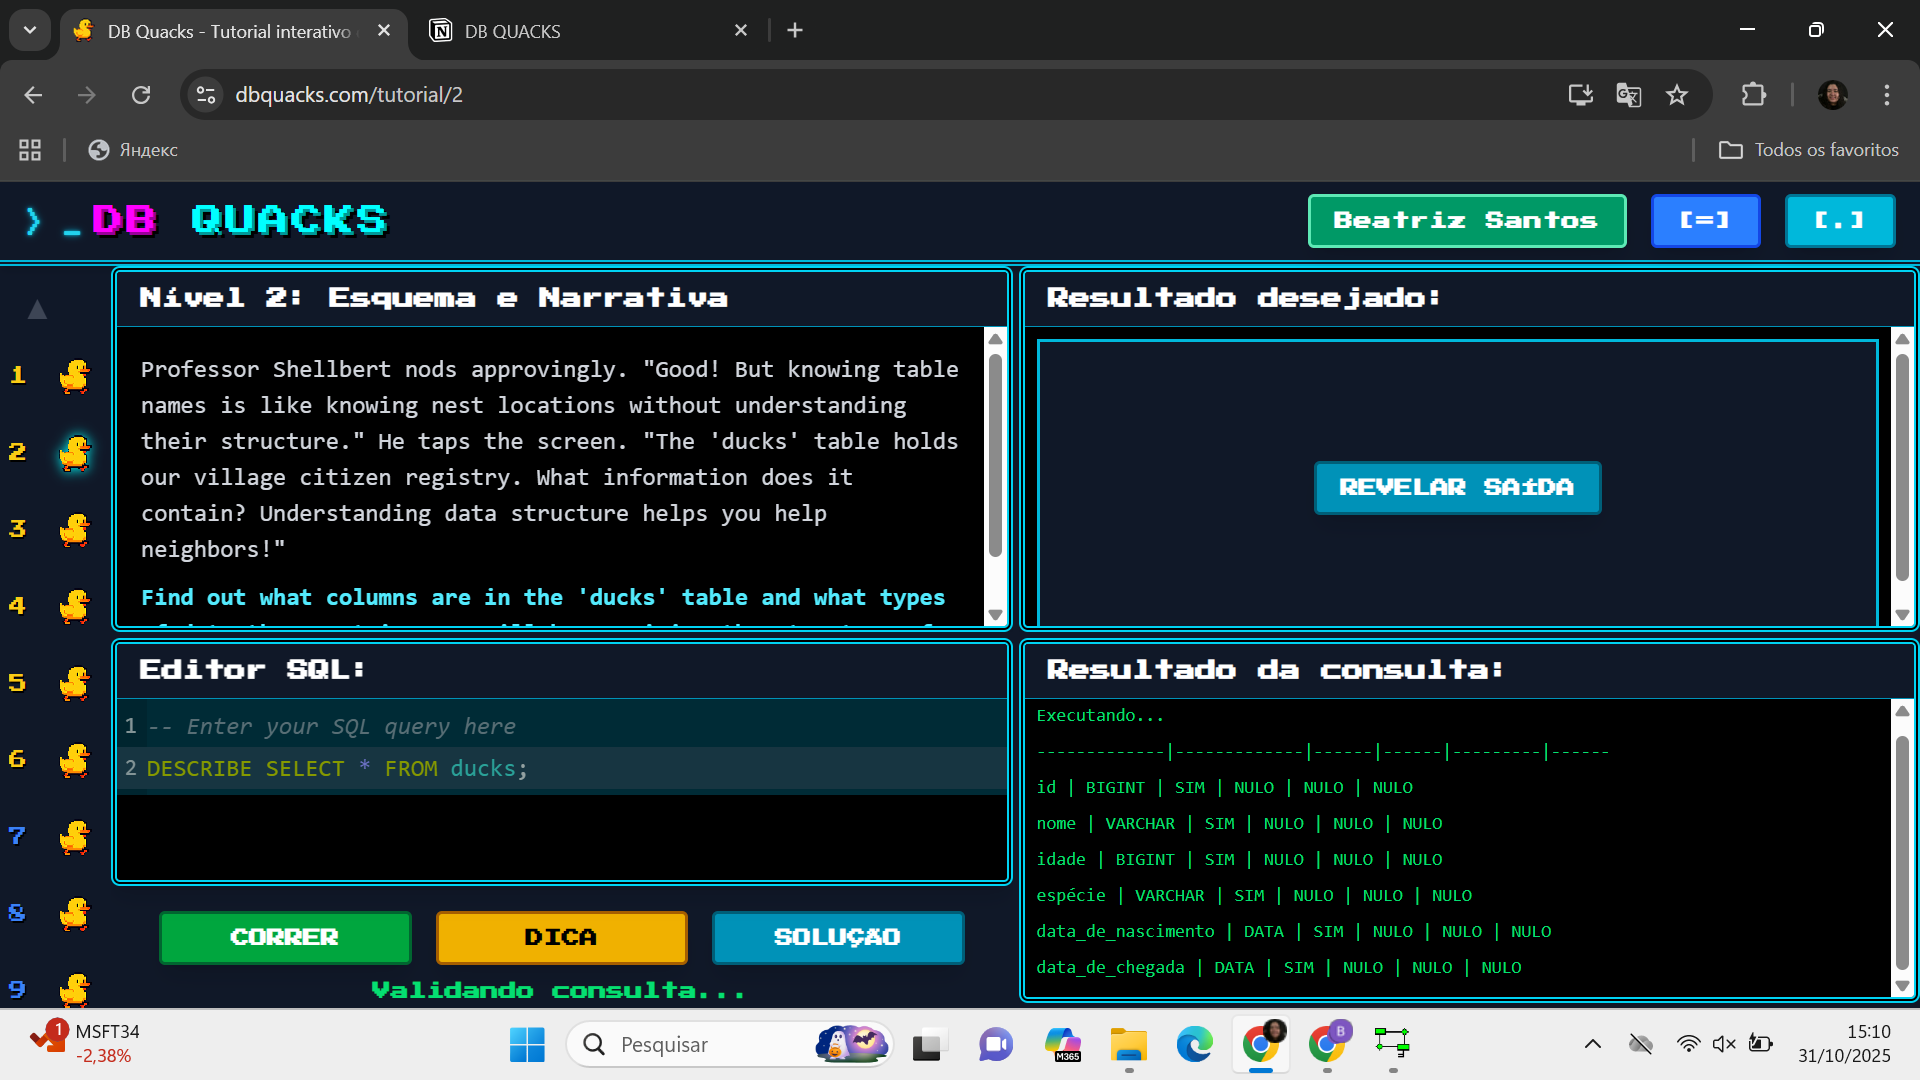 DB Quacks - Tutorial interativo
DB QUACKS
dbquacks.com/tutorial/2
Яндекс
Todos os favoritos
_DB QUACKS
Beatriz Santos
[=]
[.]
Nível 2: Esquema e Narrativa
Professor Shellbert nods approvingly. "Good! But knowing table
names is like knowing nest locations without understanding
their structure." He taps the screen. "The 'ducks' table holds
our village citizen registry. What information does it
contain? Understanding data structure helps you help
neighbors!"
Find out what columns are in the 'ducks' table and what types
Resultado desejado:
REVELAR SAíDA
1
2
3
4
5
6
7
8
9
Editor SQL:
1 -- Enter your SQL query here
2 DESCRIBE SELECT * FROM ducks;
CORRER
DICA
SOLUÇÃO
Validando consulta...
Resultado da consulta:
Executando...
-------------|-------------|------|------|---------|------
id | BIGINT | SIM | NULO | NULO | NULO
nome | VARCHAR | SIM | NULO | NULO | NULO
idade | BIGINT | SIM | NULO | NULO | NULO
espécie | VARCHAR | SIM | NULO | NULO | NULO
data_de_nascimento | DATA | SIM | NULO | NULO | NULO
data_de_chegada | DATA | SIM | NULO | NULO | NULO
1
MSFT34
-2,38%
Pesquisar
M365
B
15:10
31/10/2025